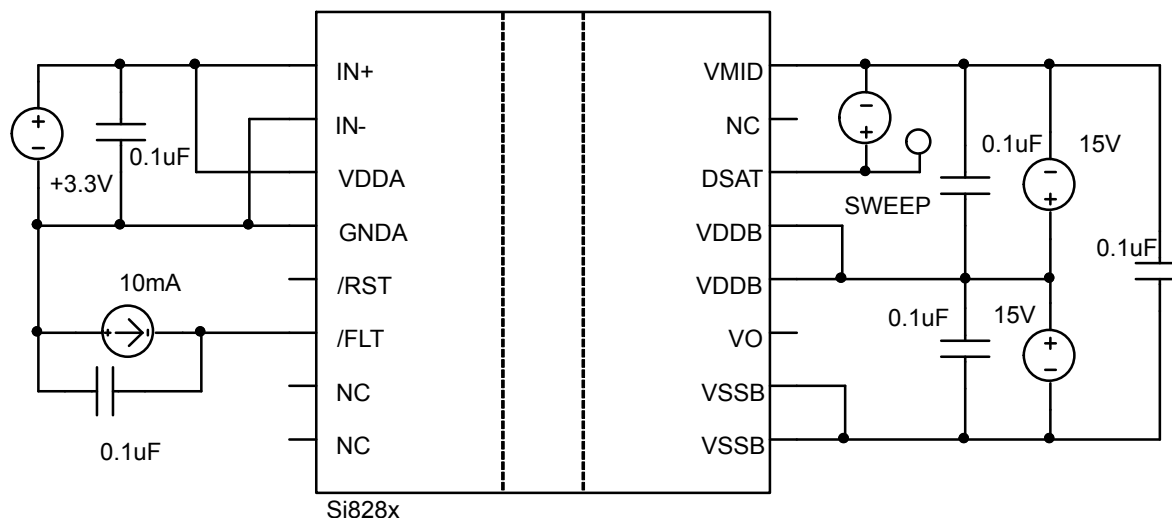 IN+
IN-
VDDA
GNDA
/RST
/FLT
NC
NC
VMID
NC
DSAT
VDDB
VDDB
VO
VSSB
VSSB
+
-
+3.3V
0.1uF
10mA
+
-
0.1uF
-
+
SWEEP
0.1uF
15V
-
+
0.1uF
0.1uF
15V
+
-
Si828x